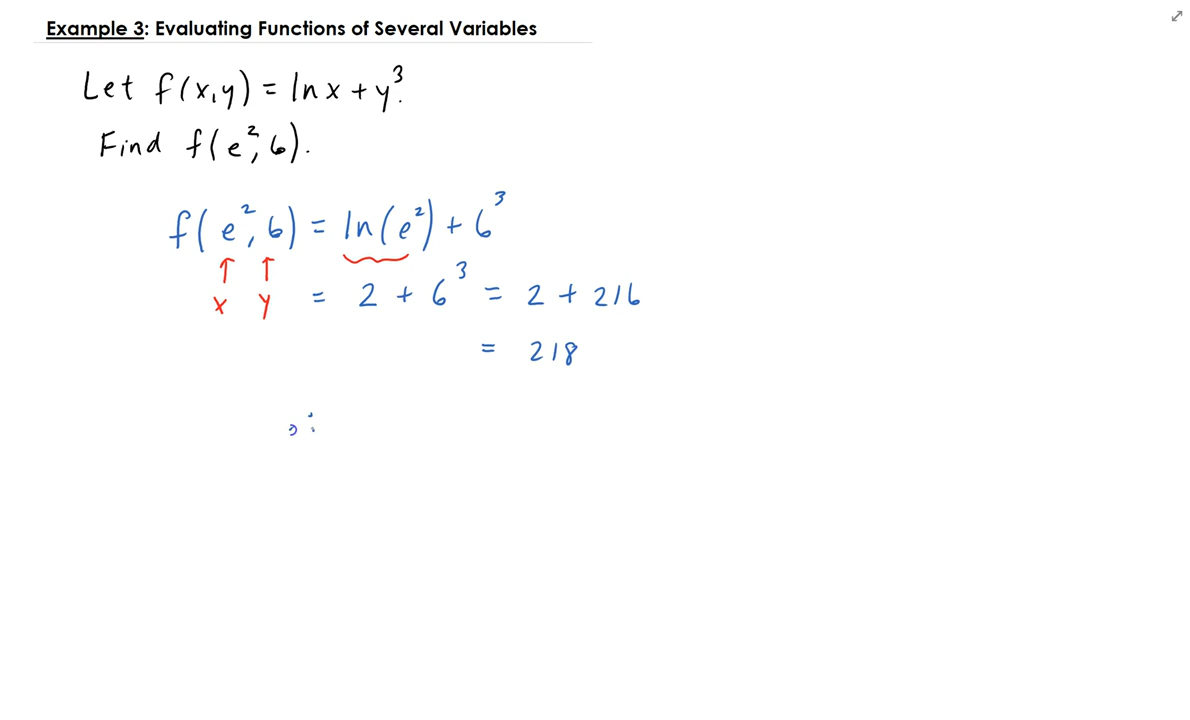 Example 3: Evaluating Functions of Several Variables
Let f(x,y) = ln x + y³.
Find f(e², 6).
f(e², 6) = ln(e²) + 6³
↑ ↑
x y = 2 + 6³ = 2 + 216
= 218